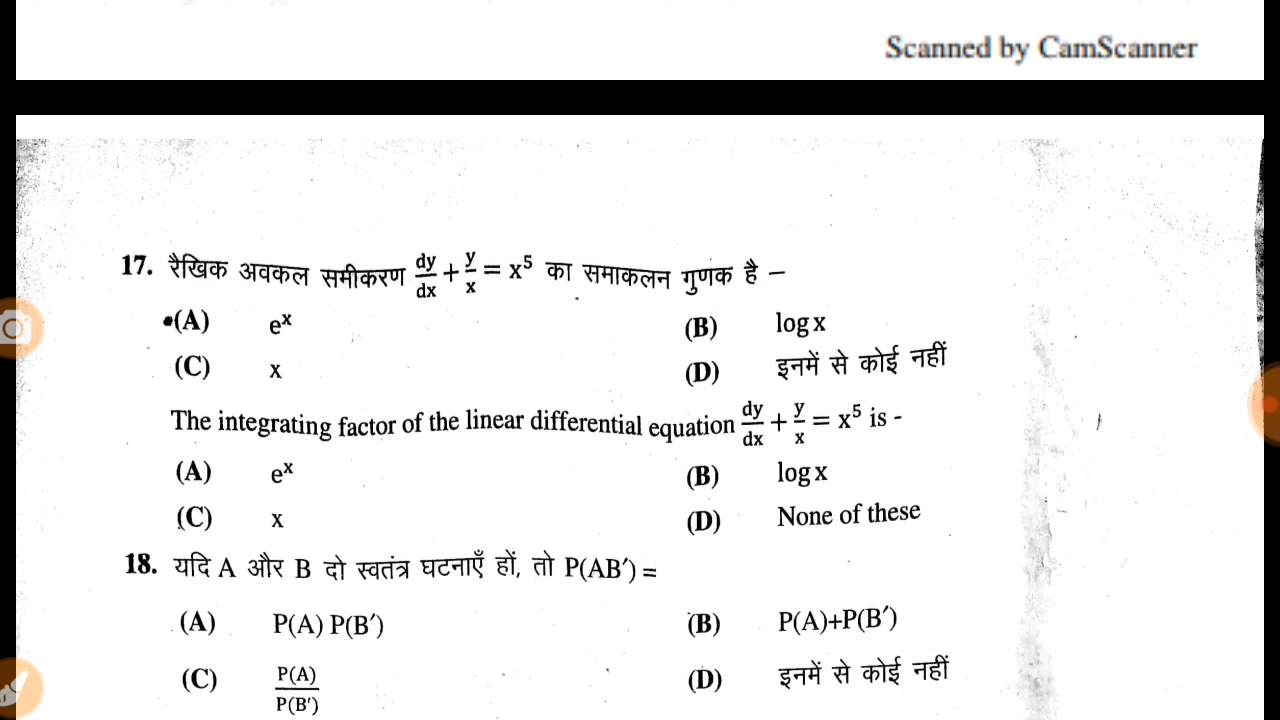 Scanned by CamScanner
17. रैखिक अवकल समीकरण dy/dx + y/x = x⁵ का समाकलन गुणक है –
(A) eˣ (B) log x
(C) x (D) इनमें से कोई नहीं
The integrating factor of the linear differential equation dy/dx + y/x = x⁵ is -
(A) eˣ (B) log x
(C) x (D) None of these
18. यदि A और B दो स्वतंत्र घटनाएँ हों, तो P(AB′) =
(A) P(A) P(B′) (B) P(A)+P(B′)
(C) P(A)/P(B′) (D) इनमें से कोई नहीं